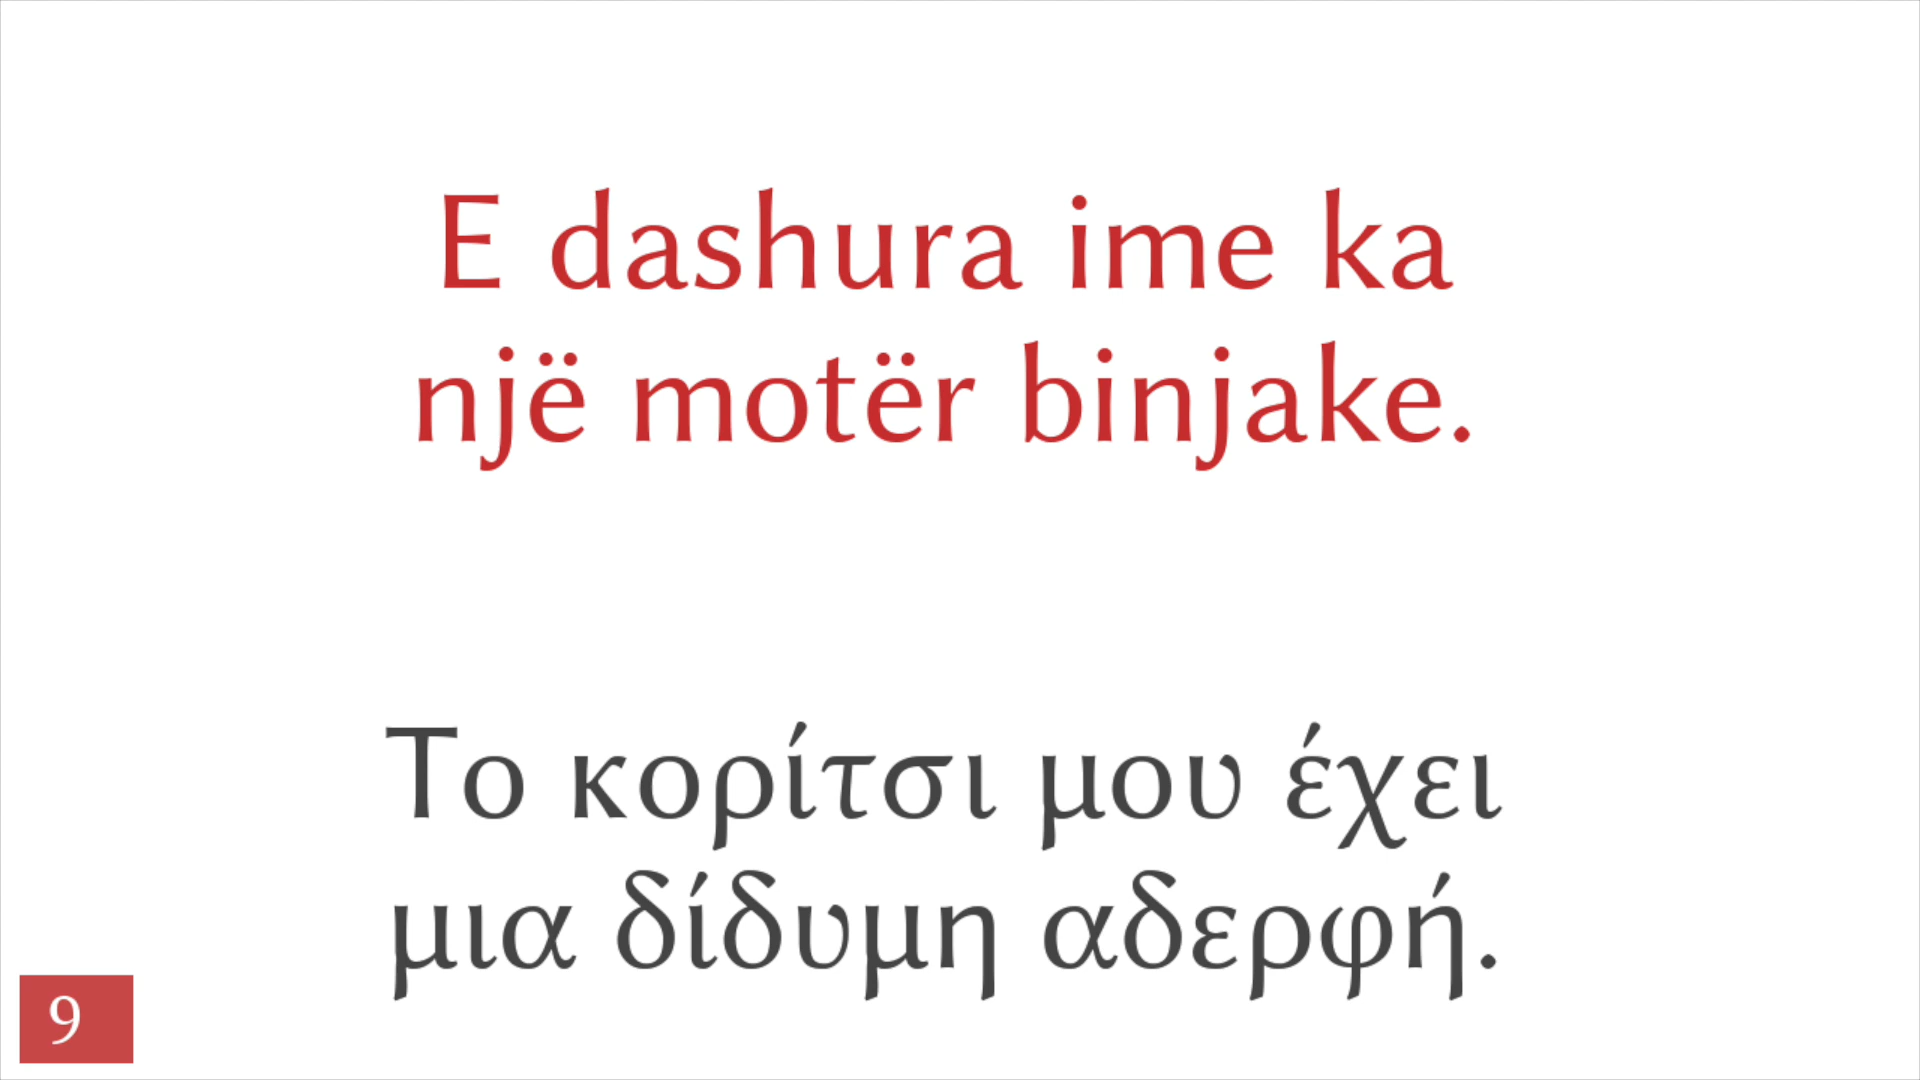 E dashura ime ka
një motër binjake.
Το κορίτσι μου έχει
μια δίδυμη αδερφή.
9